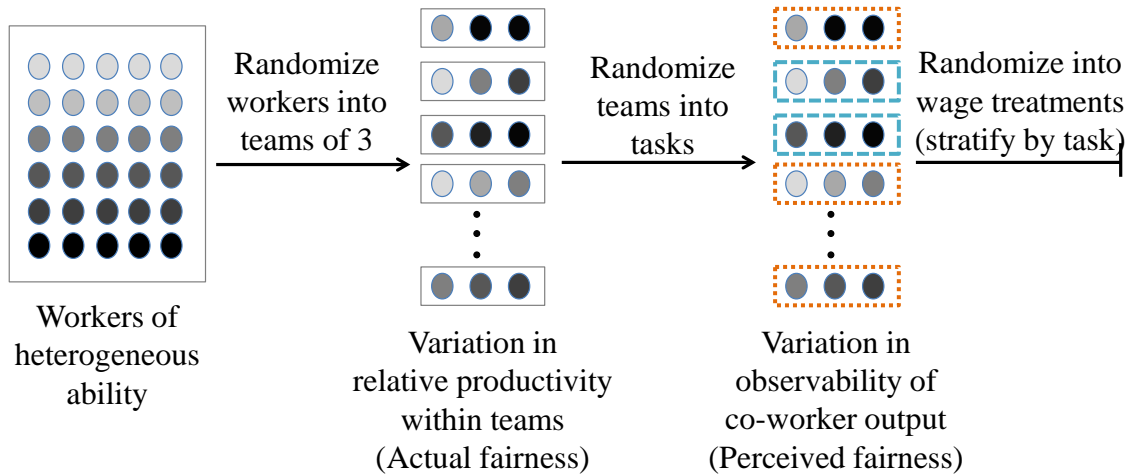 Randomize
workers into
teams of 3
Randomize
teams into
tasks
Randomize into
wage treatments
(stratify by task)
Workers of
heterogeneous
ability
Variation in
relative productivity
within teams
(Actual fairness)
Variation in
observability of
co-worker output
(Perceived fairness)